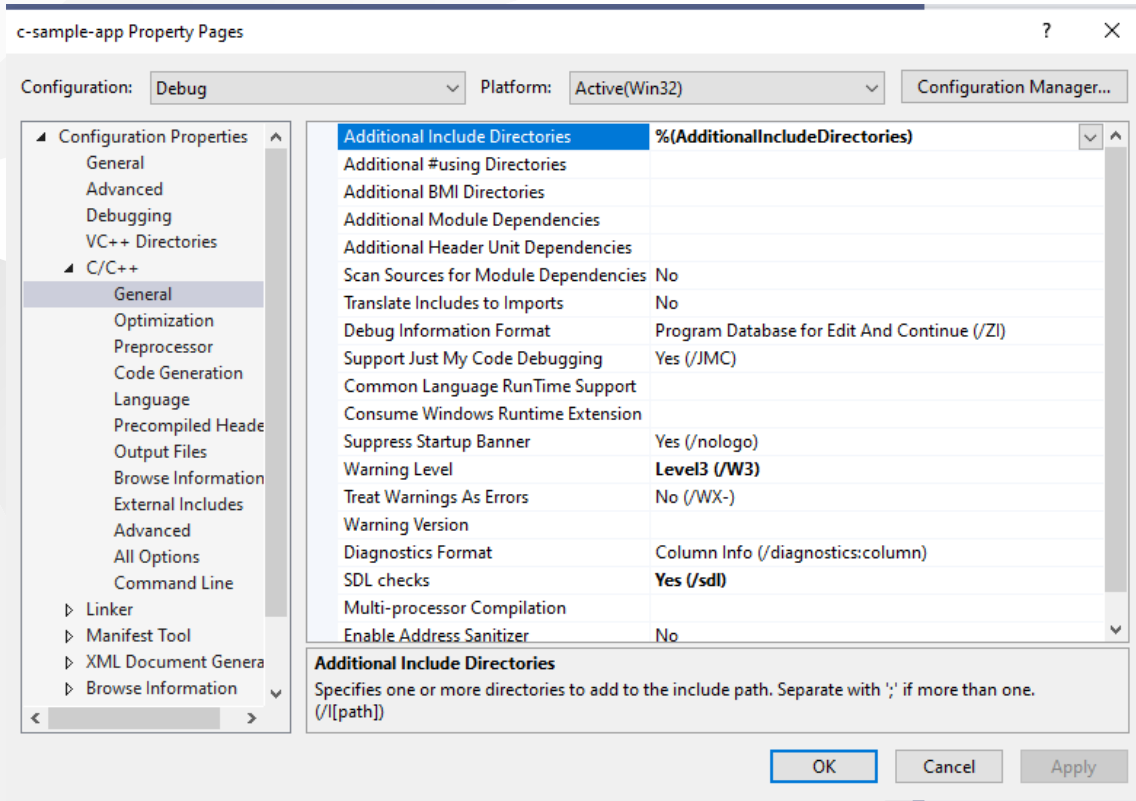 c-sample-app Property Pages
?
Configuration: Debug Platform: Active(Win32) Configuration Manager...
Configuration Properties
General
Advanced
Debugging
VC++ Directories
C/C++
General
Optimization
Preprocessor
Code Generation
Language
Precompiled Heade
Output Files
Browse Information
External Includes
Advanced
All Options
Command Line
Linker
Manifest Tool
XML Document Genera
Browse Information
Additional Include Directories %(AdditionalIncludeDirectories)
Additional #using Directories
Additional BMI Directories
Additional Module Dependencies
Additional Header Unit Dependencies
Scan Sources for Module Dependencies No
Translate Includes to Imports No
Debug Information Format Program Database for Edit And Continue (/ZI)
Support Just My Code Debugging Yes (/JMC)
Common Language RunTime Support
Consume Windows Runtime Extension
Suppress Startup Banner Yes (/nologo)
Warning Level Level3 (/W3)
Treat Warnings As Errors No (/WX-)
Warning Version
Diagnostics Format Column Info (/diagnostics:column)
SDL checks Yes (/sdl)
Multi-processor Compilation
Enable Address Sanitizer No
Additional Include Directories
Specifies one or more directories to add to the include path. Separate with ';' if more than one.
(/I[path])
OK Cancel Apply